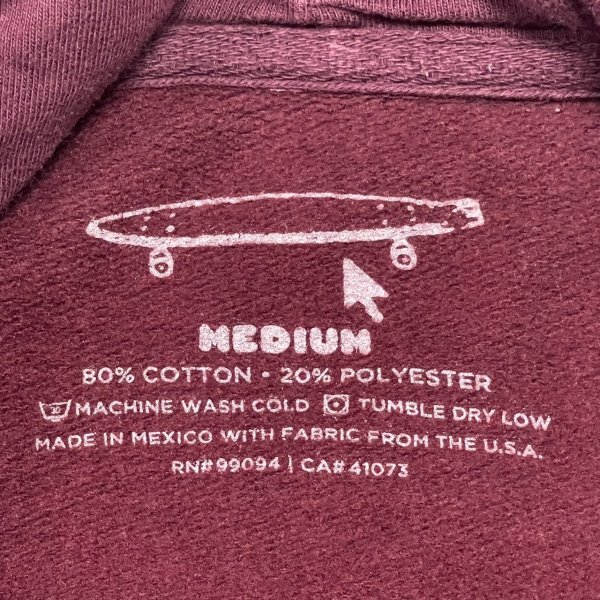 MEDIUM
80% COTTON • 20% POLYESTER
30 MACHINE WASH COLD TUMBLE DRY LOW
MADE IN MEXICO WITH FABRIC FROM THE U.S.A.
RN#99094 | CA#41073